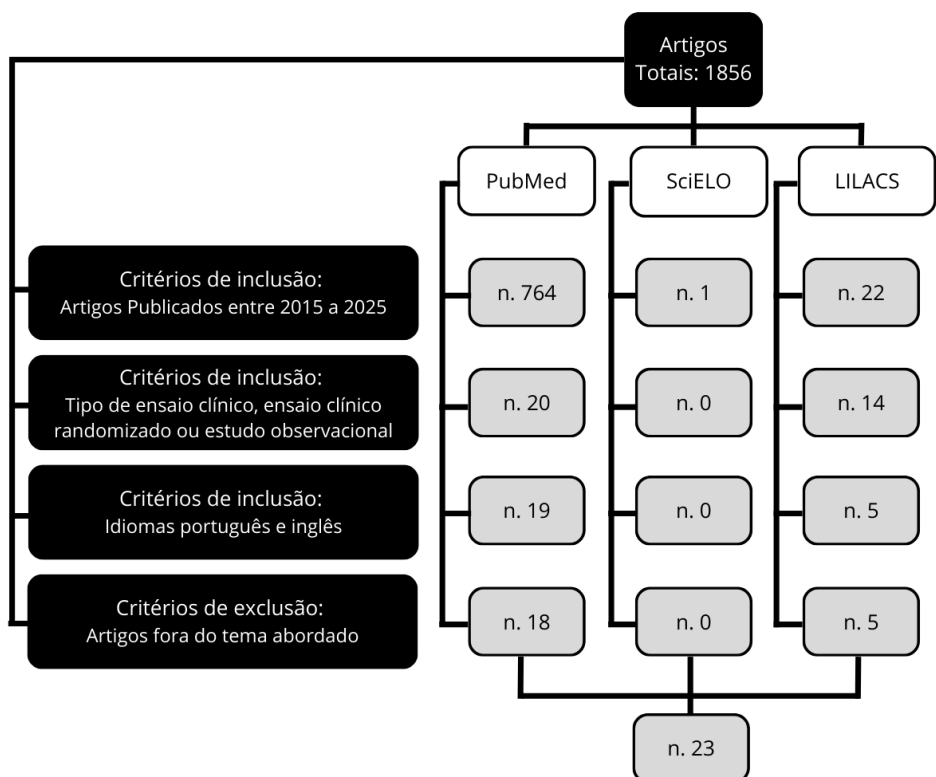 Artigos
Totais: 1856
PubMed
SciELO
LILACS
Critérios de inclusão:
Artigos Publicados entre 2015 a 2025
n. 764
n. 1
n. 22
Critérios de inclusão:
Tipo de ensaio clínico, ensaio clínico
randomizado ou estudo observacional
n. 20
n. 0
n. 14
Critérios de inclusão:
Idiomas português e inglês
n. 19
n. 0
n. 5
Critérios de exclusão:
Artigos fora do tema abordado
n. 18
n. 0
n. 5
n. 23